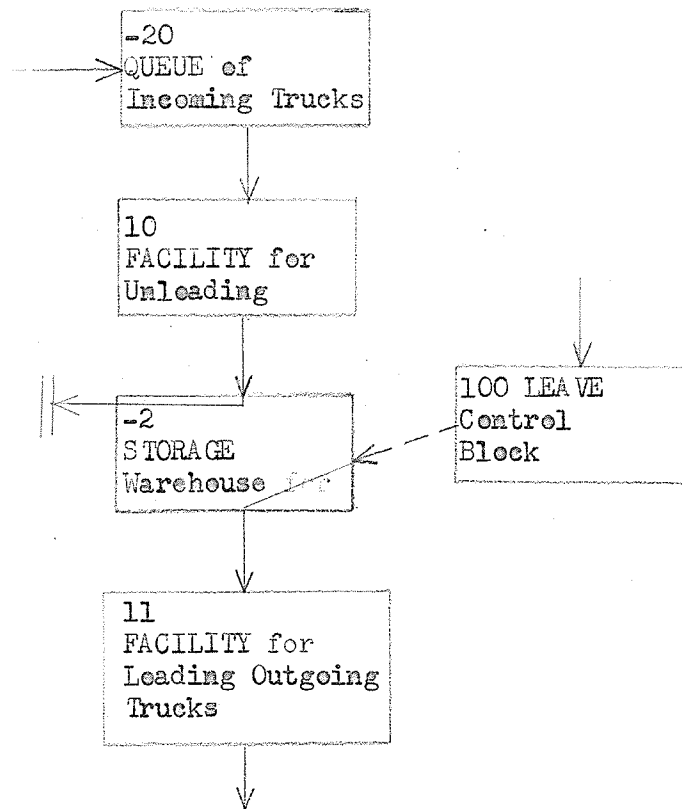 -20
QUEUE of
Incoming Trucks
10
FACILITY for
Unloading
-2
STORAGE
Warehouse for
100 LEAVE
Control
Block
11
FACILITY for
Loading Outgoing
Trucks